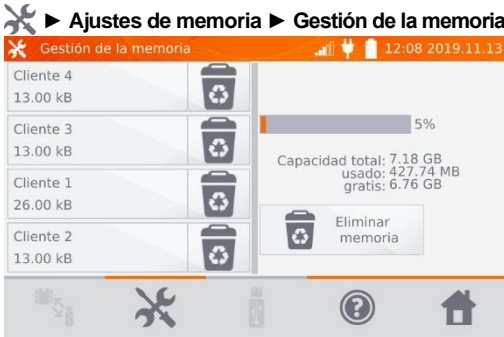 ► Ajustes de memoria ► Gestión de la memoria
Gestión de la memoria
12:08 2019.11.13
Cliente 4
13.00 kB
Cliente 3
13.00 kB
Cliente 1
26.00 kB
Cliente 2
13.00 kB
5%
Capacidad total: 7.18 GB
usado: 427.74 MB
gratis: 6.76 GB
Eliminar
memoria